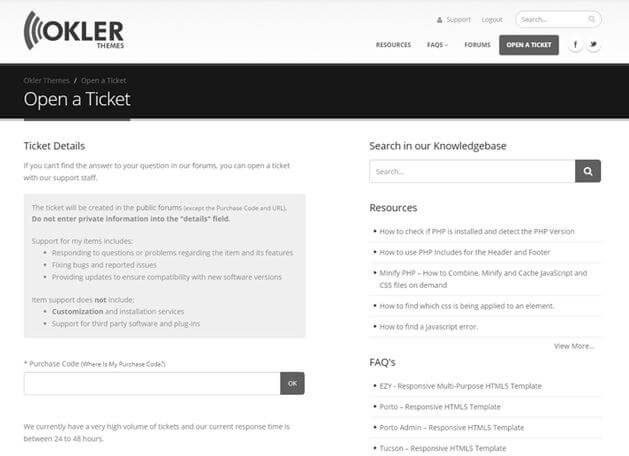 OKLER
THEMES
Support Logout Search...
RESOURCES FAQS FORUMS OPEN A TICKET
Okler Themes / Open a Ticket
Open a Ticket
Ticket Details
If you can't find the answer to your question in our forums, you can open a ticket
with our support staff.
The ticket will be created in the public forums (except the Purchase Code and URL).
Do not enter private information into the "details" field.
Support for my items includes:
• Responding to questions or problems regarding the item and its features
• Fixing bugs and reported issues
• Providing updates to ensure compatibility with new software versions
Item support does not include:
• Customization and installation services
• Support for third party software and plug-ins
* Purchase Code (Where Is My Purchase Code?)
OK
We currently have a very high volume of tickets and our current response time is
between 24 to 48 hours.
Search in our Knowledgebase
Search...
Resources
• How to check if PHP is installed and detect the PHP Version
• How to use PHP Includes for the Header and Footer
• Minify PHP – How to Combine, Minify and Cache JavaScript and
CSS files on demand
• How to find which css is being applied to an element.
• How to find a Javascript error.
View More...
FAQ's
• EZY - Responsive Multi-Purpose HTML5 Template
• Porto – Responsive HTML5 Template
• Porto Admin – Responsive HTML5 Template
• Tucson – Responsive HTML5 Template